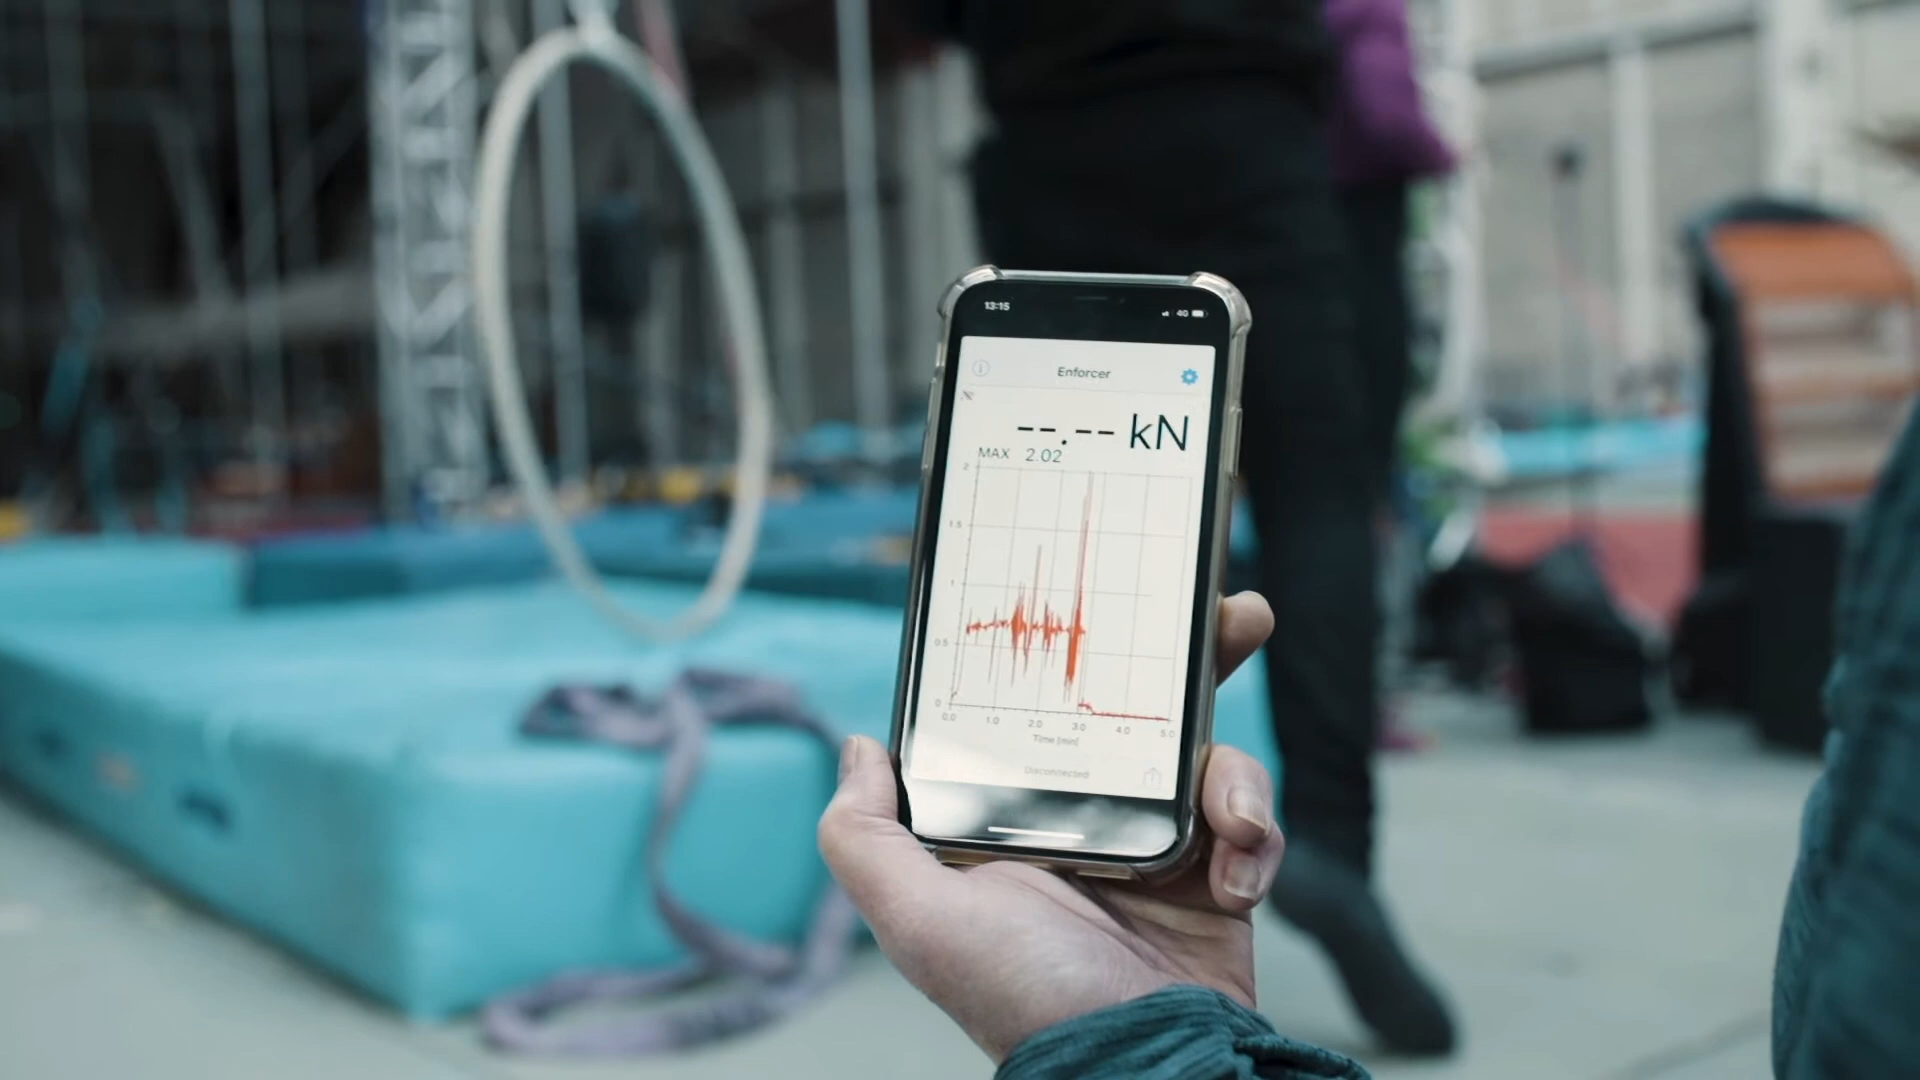 13:15
4G
Enforcer
--.-- kN
MAX 2.02
2
1.5
1
0.5
0
0.0 1.0 2.0 3.0 4.0 5.0
Time [min]
Disconnected